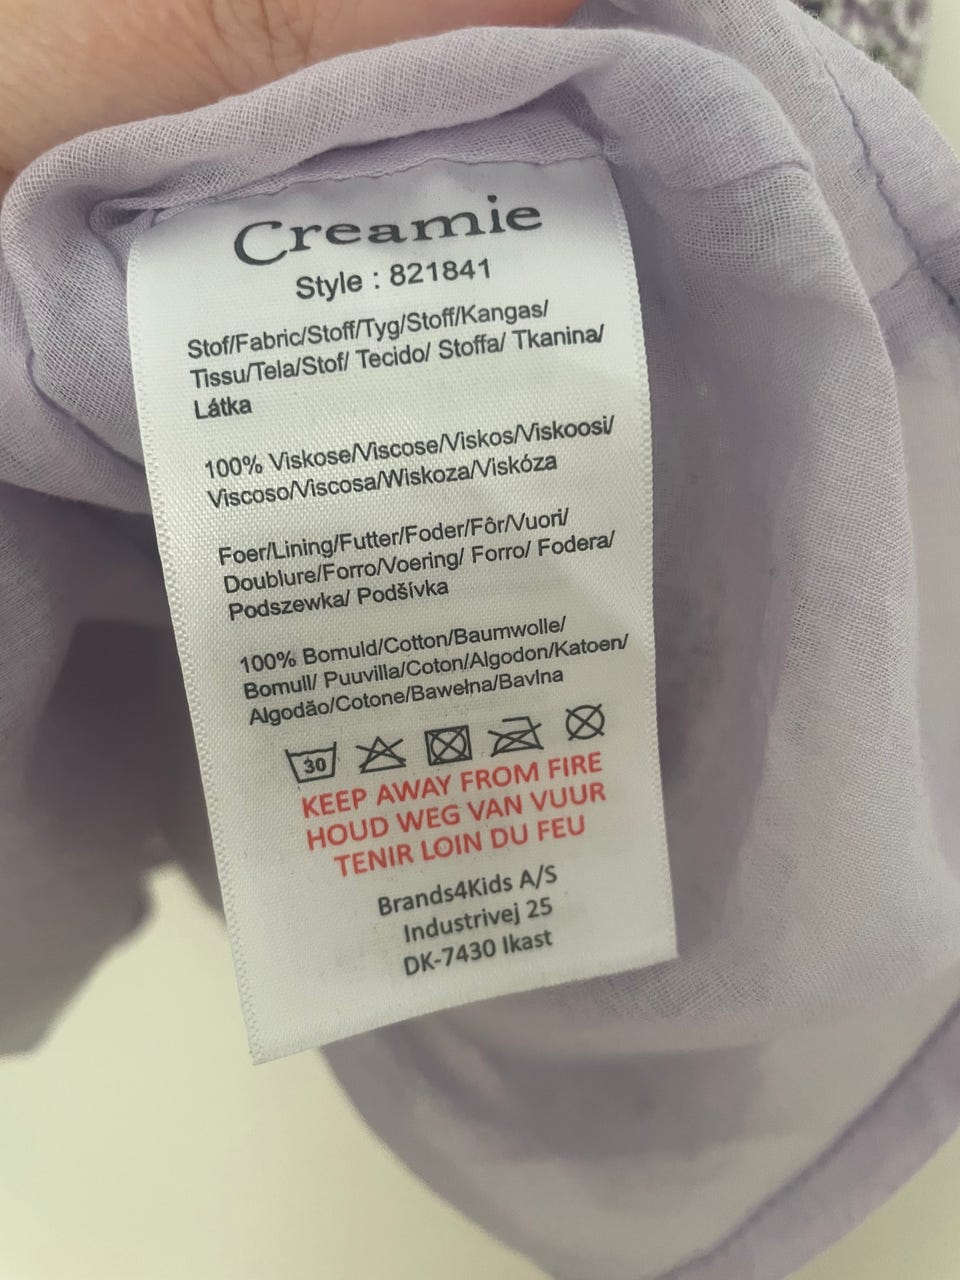 Creamie
Style : 821841
Stof/Fabric/Stoff/Tyg/Stoff/Kangas/
Tissu/Tela/Stof/ Tecido/ Stoffa/ Tkanina/
Látka
100% Viskose/Viscose/Viskos/Viskoosi/
Viscoso/Viscosa/Wiskoza/Viskóza
Foer/Lining/Futter/Foder/Fôr/Vuori/
Doublure/Forro/Voering/ Forro/ Fodera/
Podszewka/ Podšívka
100% Bomuld/Cotton/Baumwolle/
Bomull/ Puuvilla/Coton/Algodon/Katoen/
Algodão/Cotone/Bawełna/Bavlna
30
KEEP AWAY FROM FIRE
HOUD WEG VAN VUUR
TENIR LOIN DU FEU
Brands4Kids A/S
Industrivej 25
DK-7430 Ikast